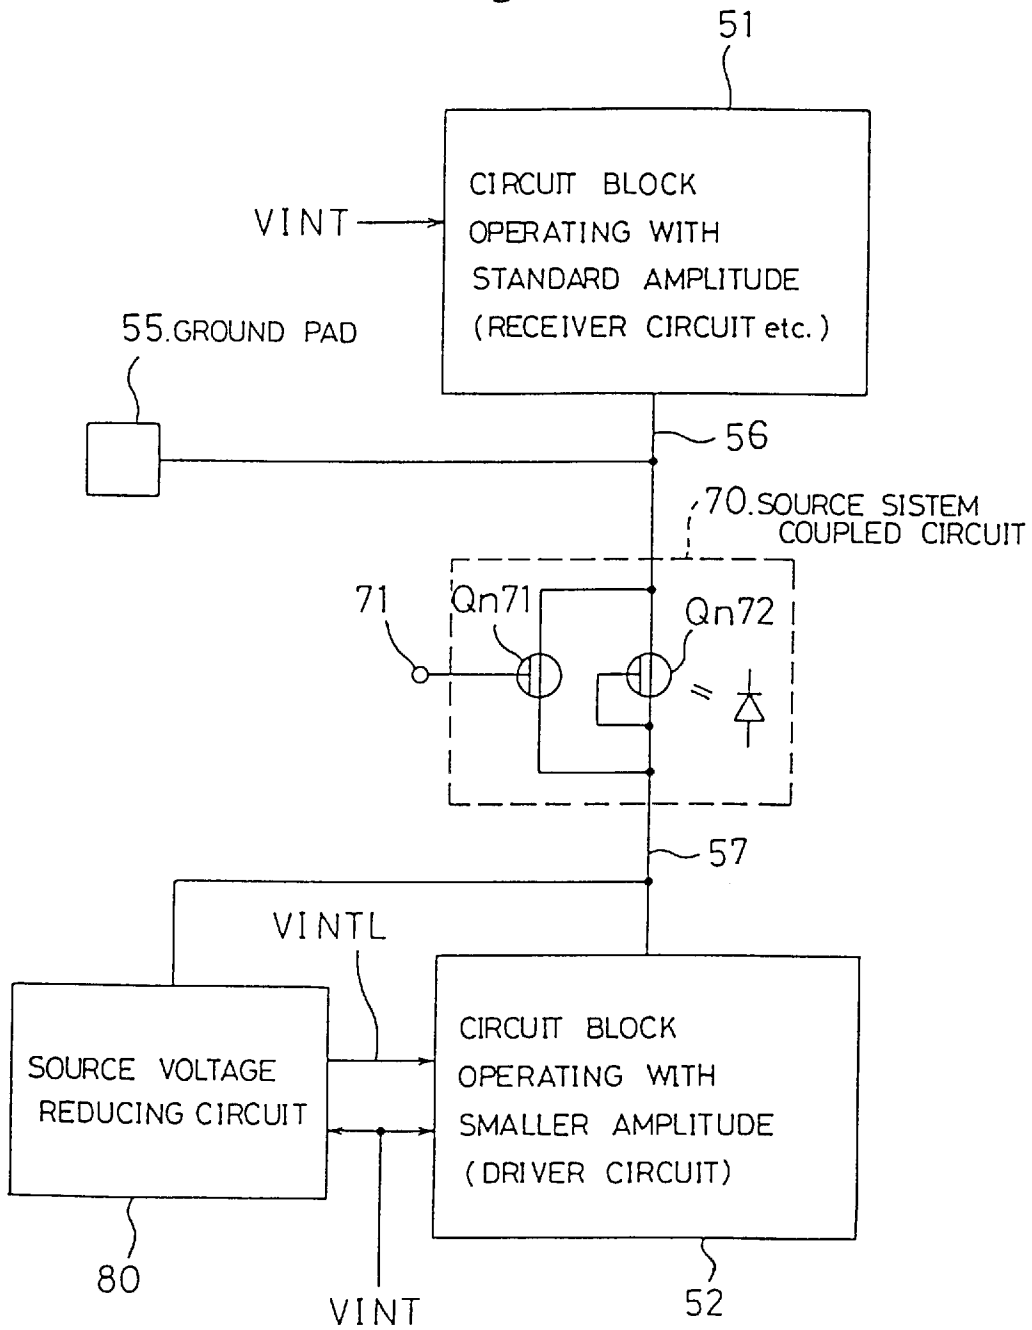 51
CIRCUIT BLOCK
OPERATING WITH
STANDARD AMPLITUDE
(RECEIVER CIRCUIT etc.)
VINT
55.GROUND PAD
56
70.SOURCE SISTEM
COUPLED CIRCUIT
71
Qn71
Qn72
57
VINTL
SOURCE VOLTAGE
REDUCING CIRCUIT
CIRCUIT BLOCK
OPERATING WITH
SMALLER AMPLITUDE
(DRIVER CIRCUIT)
80
VINT
52